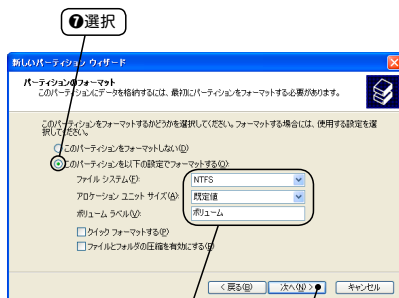 ❼選択
新しいパーティション ウィザード
パーティションのフォーマット
このパーティションにデータを格納するには、最初にパーティションをフォーマットする必要があります。
このパーティションをフォーマットするかどうかを選択してください。フォーマットする場合には、使用する設定を選
択してください。
このパーティションをフォーマットしない(D)
このパーティションを以下の設定でフォーマットする(O):
ファイル システム(F): NTFS
アロケーション ユニット サイズ(A): 既定値
ボリューム ラベル(V): ボリューム
クイック フォーマットする(P)
ファイルとフォルダの圧縮を有効にする(E)
< 戻る(B) 次へ(N) > キャンセル